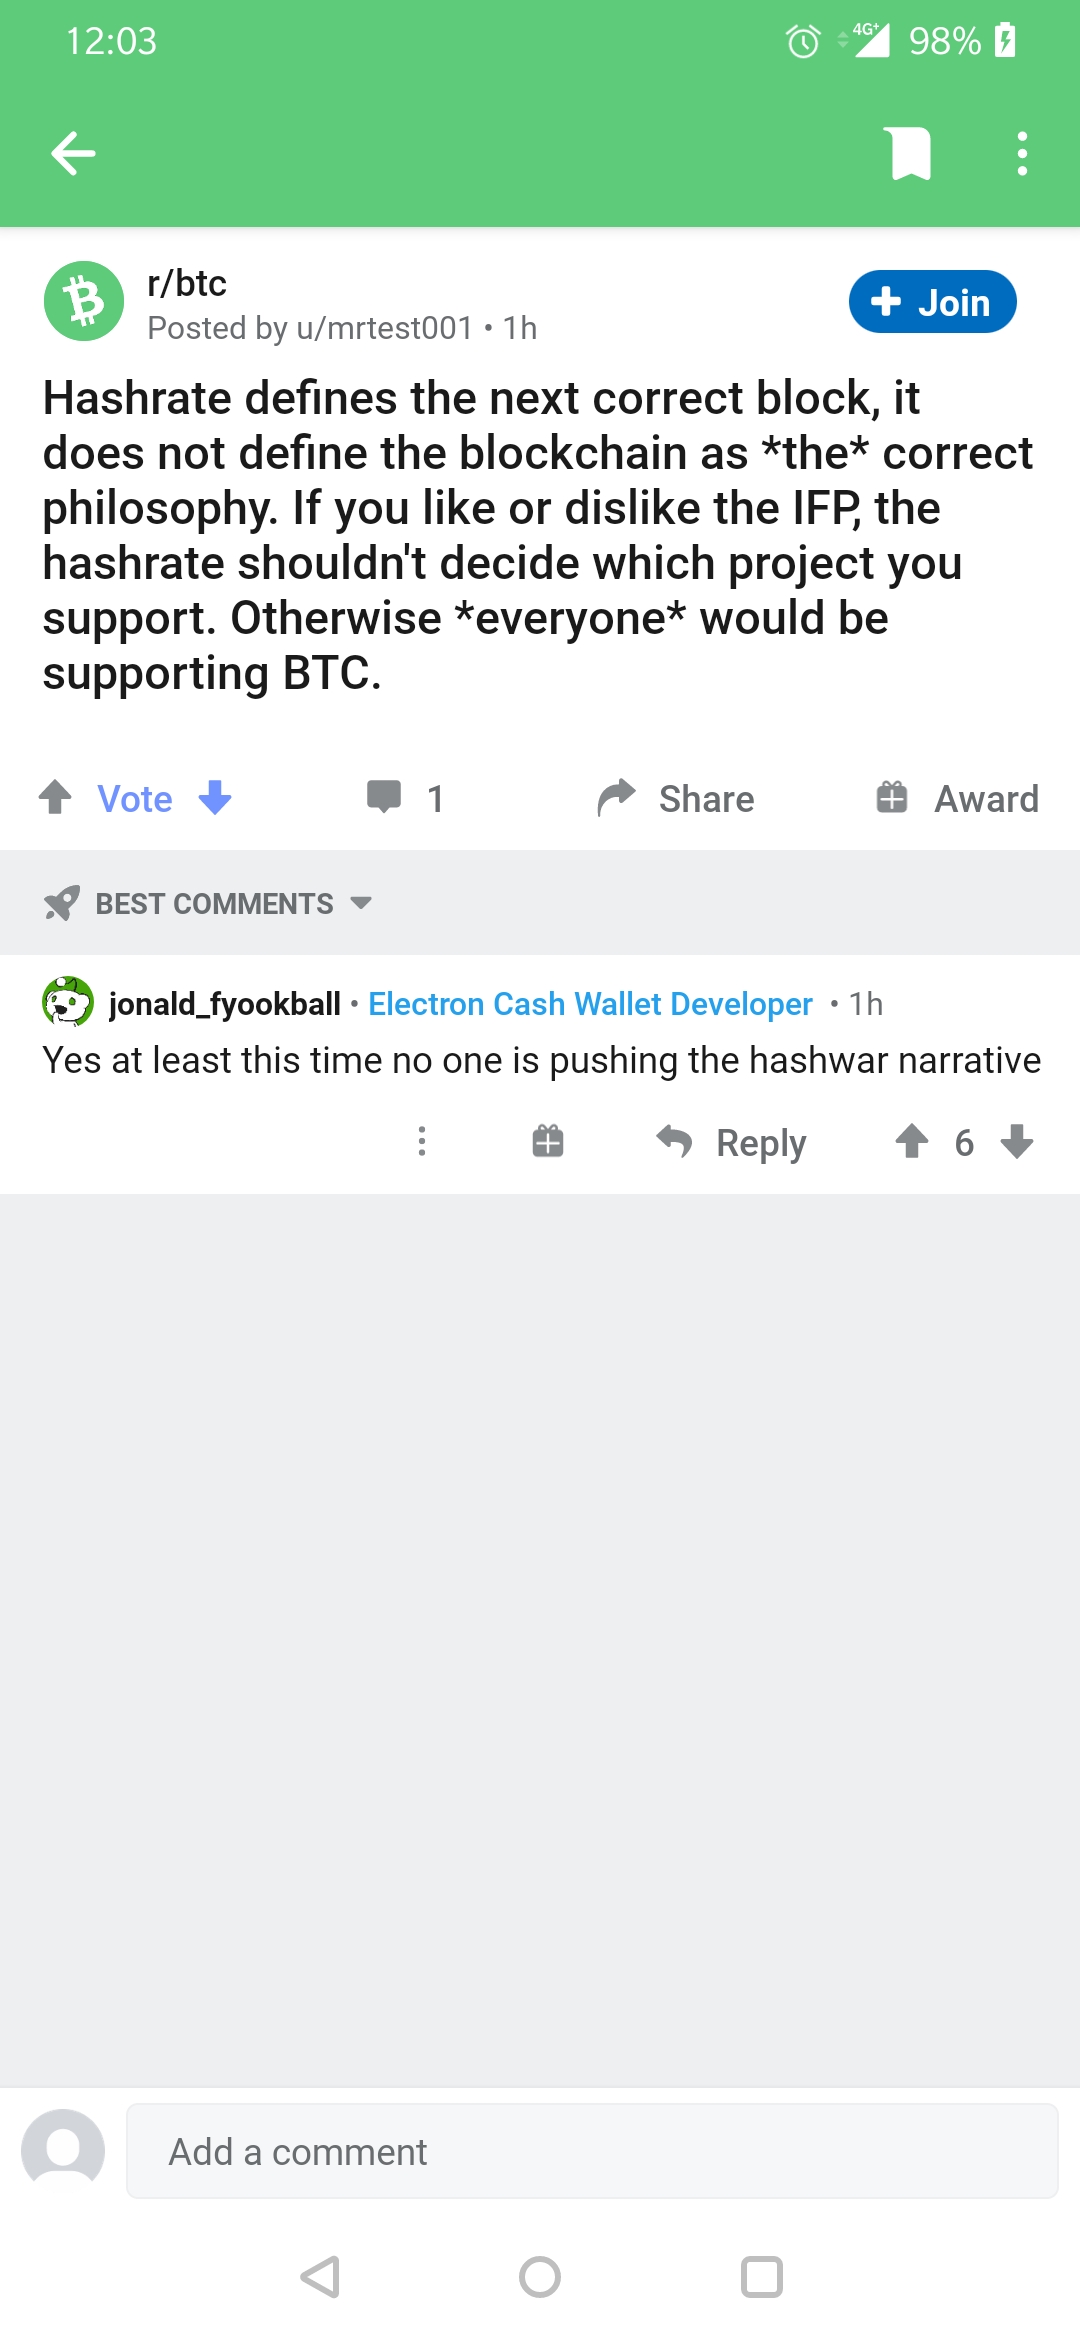 12:03
4G+ 98%
r/btc
Posted by u/mrtest001 • 1h
+ Join
Hashrate defines the next correct block, it
does not define the blockchain as *the* correct
philosophy. If you like or dislike the IFP, the
hashrate shouldn't decide which project you
support. Otherwise *everyone* would be
supporting BTC.
Vote
1
Share
Award
BEST COMMENTS
jonald_fyookball • Electron Cash Wallet Developer • 1h
Yes at least this time no one is pushing the hashwar narrative
Reply
6
Add a comment